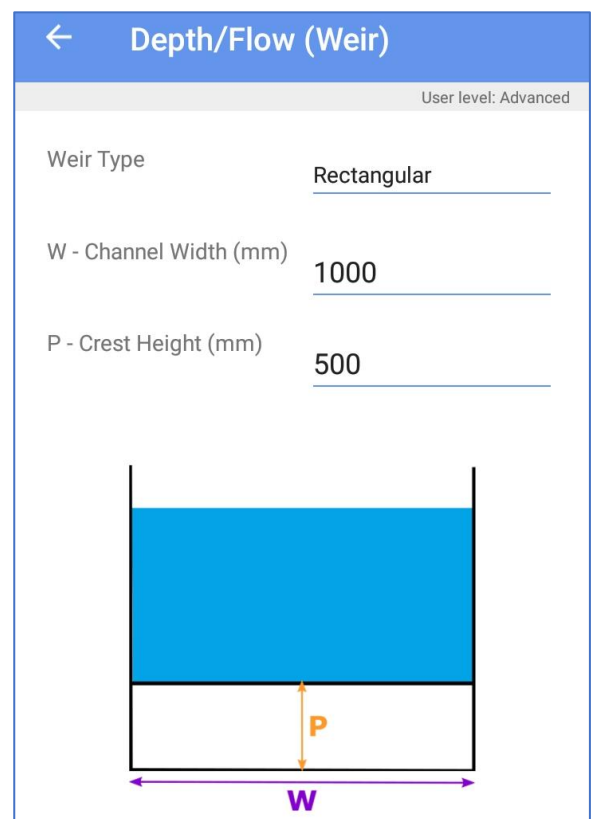 Depth/Flow (Weir)
User level: Advanced
Weir Type
Rectangular
W - Channel Width (mm)
1000
P - Crest Height (mm)
500
P
W